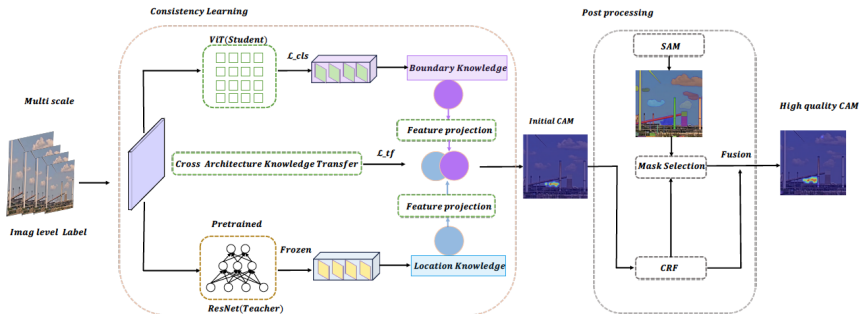 Consistency Learning
Post processing
ViT(Student)
ℒ_cls
Boundary Knowledge
SAM
Multi scale
Feature projection
Initial CAM
High quality CAM
Cross Architecture Knowledge Transfer
ℒ_tf
Mask Selection
Fusion
Imag level Label
Pretrained
Feature projection
Frozen
Location Knowledge
CRF
ResNet(Teacher)